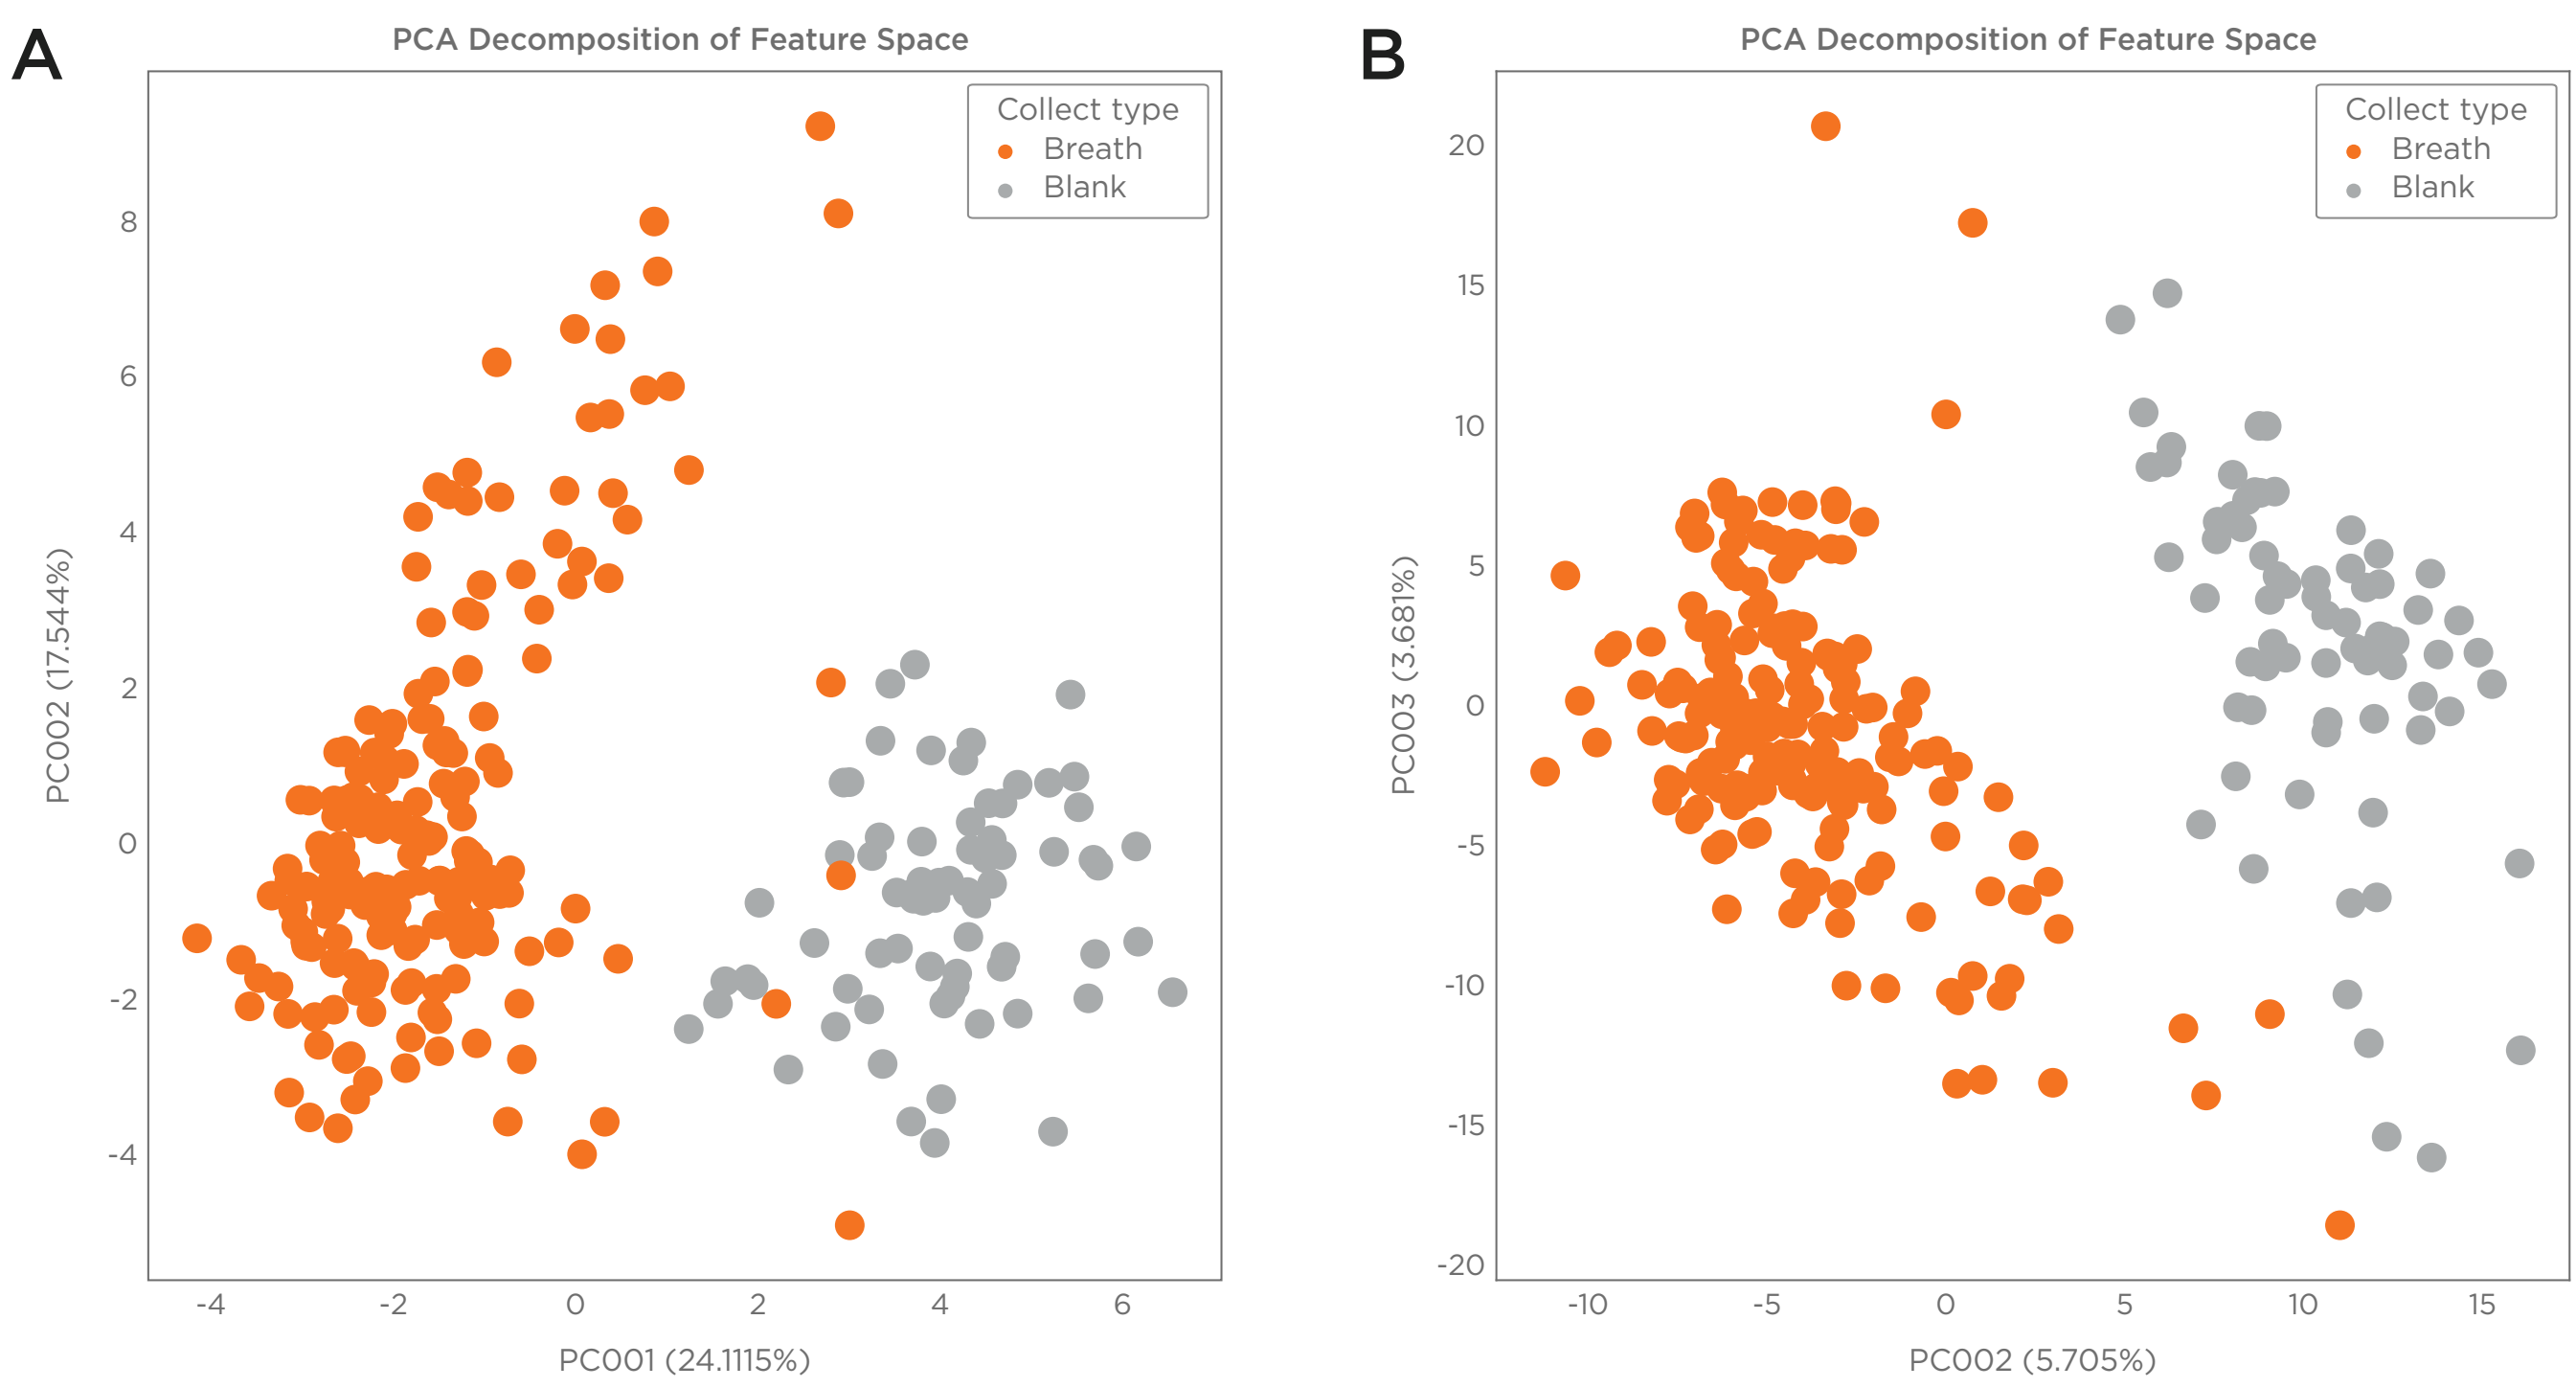 A
PCA Decomposition of Feature Space
Collect type
Breath
Blank
8
6
4
2
0
-2
-4
PC002 (17.544%)
-4 -2 0 2 4 6
PC001 (24.1115%)
B
PCA Decomposition of Feature Space
Collect type
Breath
Blank
20
15
10
5
0
-5
-10
-15
-20
PC003 (3.681%)
-10 -5 0 5 10 15
PC002 (5.705%)